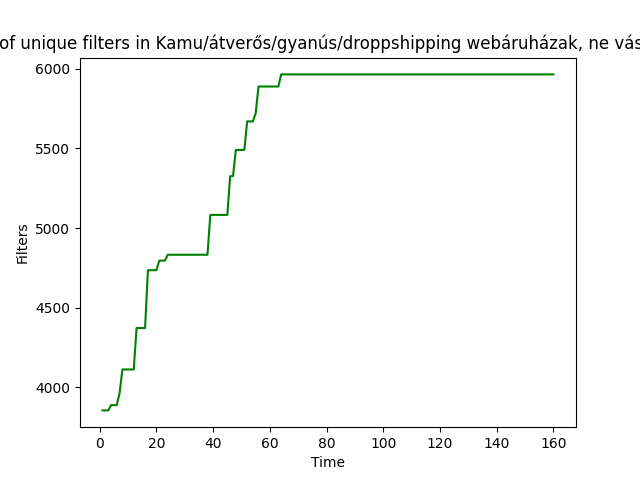 of unique filters in Kamu/átverős/gyanús/droppshipping webáruházak, ne vás
6000
5500
5000
4500
4000
Filters
0 20 40 60 80 100 120 140 160
Time